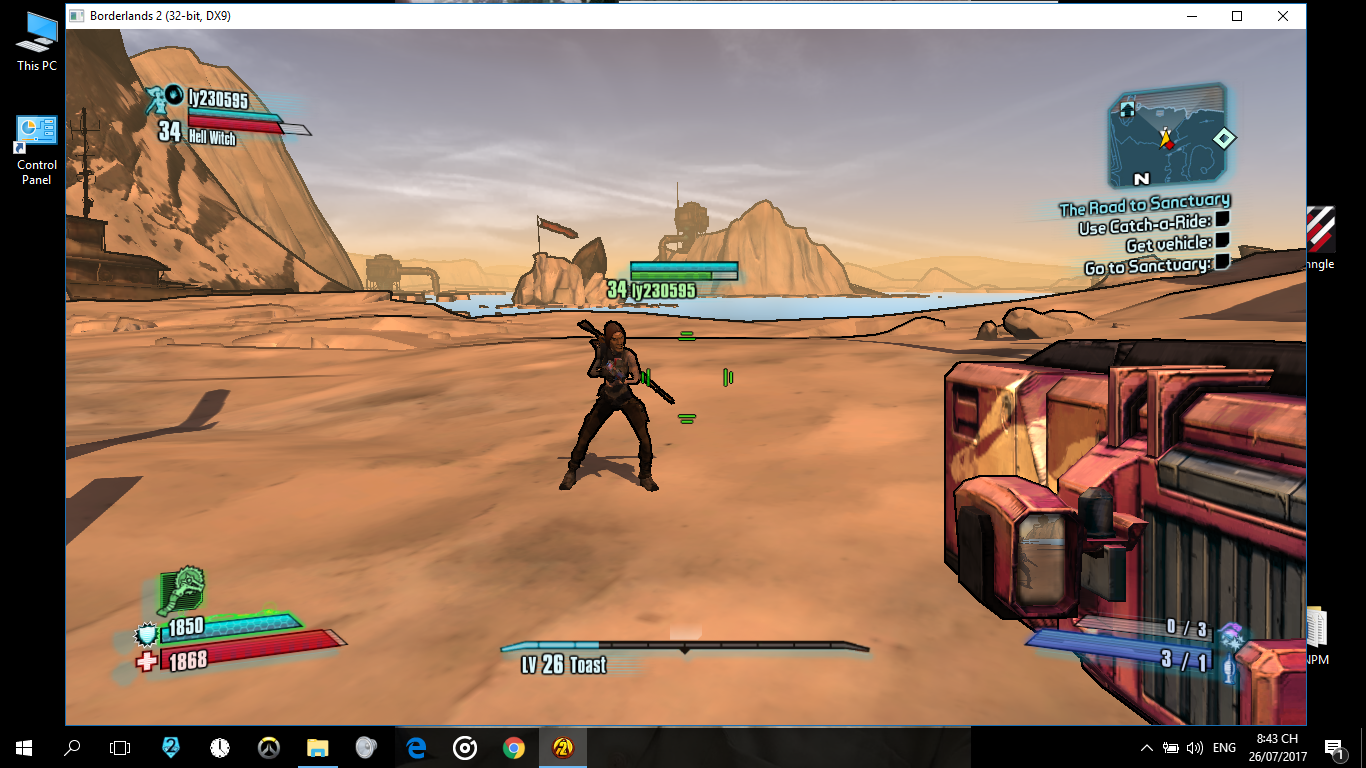 Borderlands 2 (32-bit, DX9)
This PC
Control
Panel
ly230595
34 Hell Witch
N
The Road to Sanctuary
Use Catch-a-Ride:
Get vehicle:
Go to Sanctuary:
34 ly230595
1850
1868
LV 26 Toast
0 / 3
3 / 1
ngle
NPM
ENG
8:43 CH
26/07/2017
1